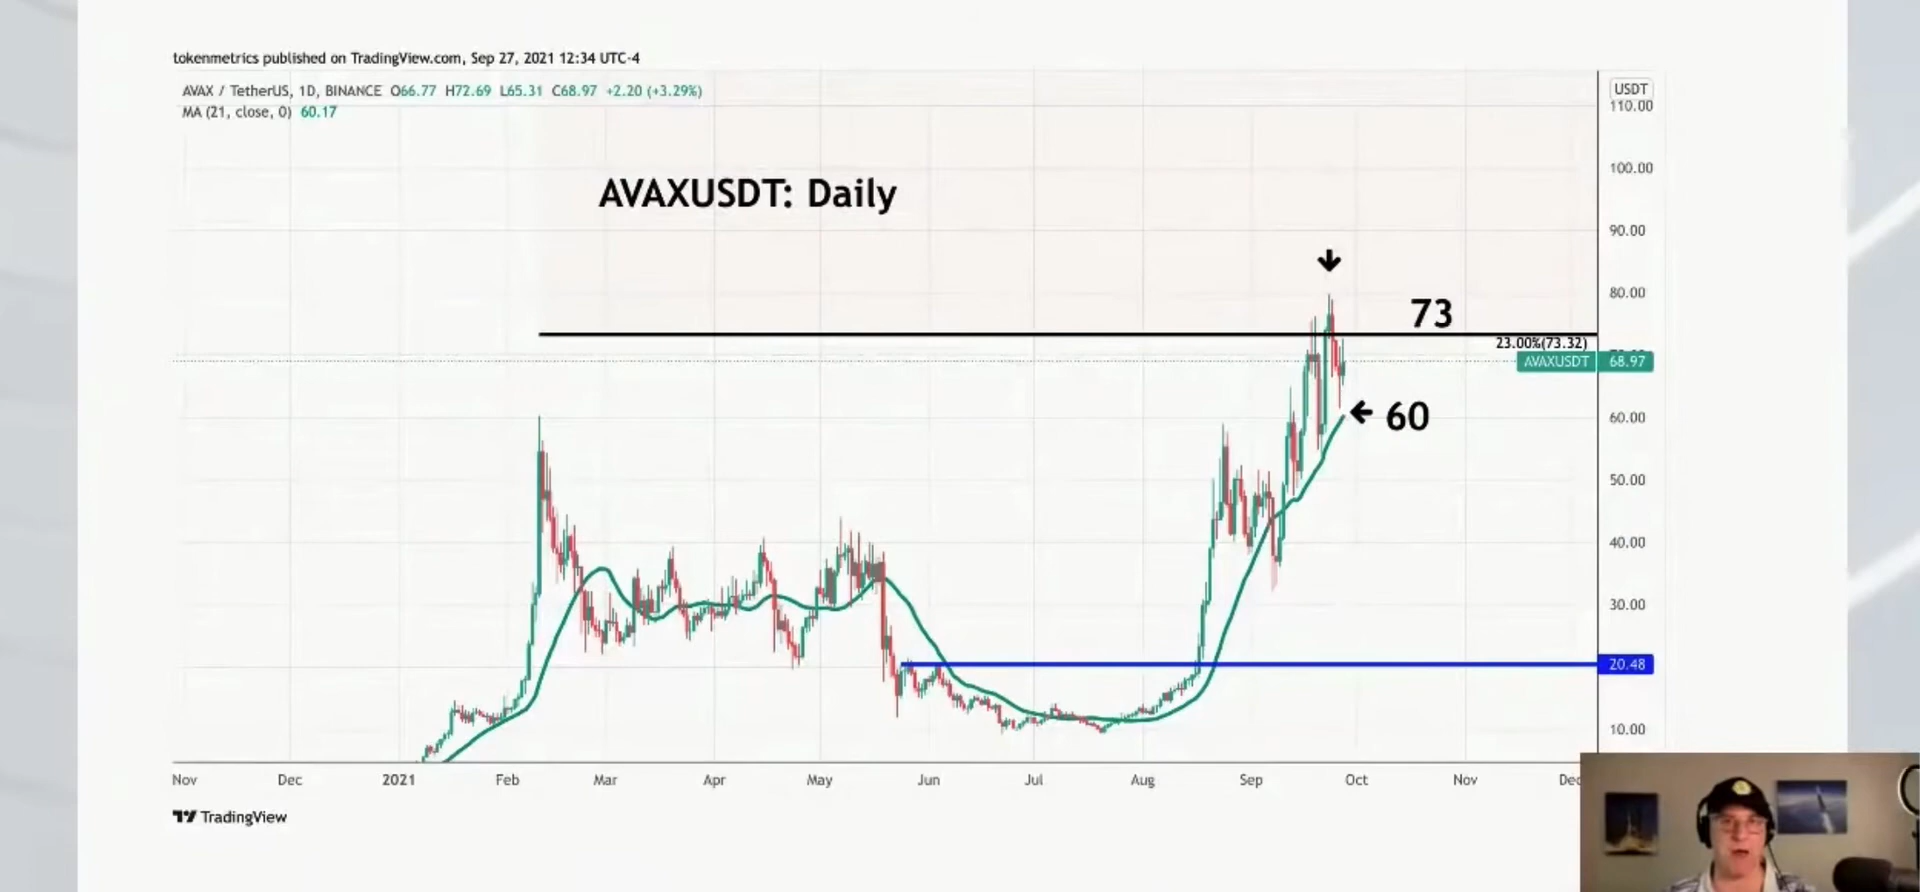 tokenmetrics published on TradingView.com, Sep 27, 2021 12:34 UTC-4
AVAX / TetherUS, 1D, BINANCE O66.77 H72.69 L65.31 C68.97 +2.20 (+3.29%)
MA (21, close, 0) 60.17
USDT
110.00
AVAXUSDT: Daily
100.00
90.00
80.00
73
23.00%(73.32)
AVAXUSDT 68.97
60
60.00
50.00
40.00
30.00
20.48
10.00
Nov Dec 2021 Feb Mar Apr May Jun Jul Aug Sep Oct Nov Dec
TradingView